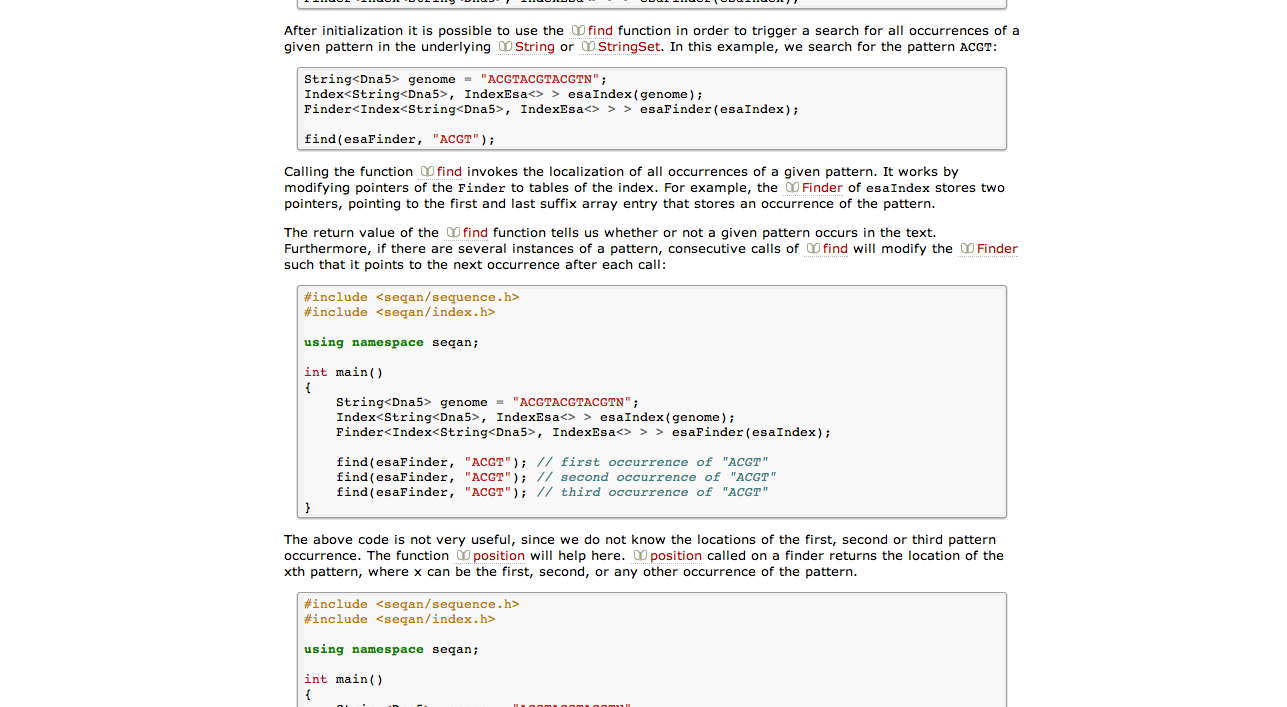 After initialization it is possible to use the find function in order to trigger a search for all occurrences of a
given pattern in the underlying String or StringSet. In this example, we search for the pattern ACGT:
String<Dna5> genome = "ACGTACGTACGTN";
Index<String<Dna5>, IndexEsa<> > esaIndex(genome);
Finder<Index<String<Dna5>, IndexEsa<> > > esaFinder(esaIndex);
find(esaFinder, "ACGT");
Calling the function find invokes the localization of all occurrences of a given pattern. It works by
modifying pointers of the Finder to tables of the index. For example, the Finder of esaIndex stores two
pointers, pointing to the first and last suffix array entry that stores an occurrence of the pattern.
The return value of the find function tells us whether or not a given pattern occurs in the text.
Furthermore, if there are several instances of a pattern, consecutive calls of find will modify the Finder
such that it points to the next occurrence after each call:
#include <seqan/sequence.h>
#include <seqan/index.h>
using namespace seqan;
int main()
{
    String<Dna5> genome = "ACGTACGTACGTN";
    Index<String<Dna5>, IndexEsa<> > esaIndex(genome);
    Finder<Index<String<Dna5>, IndexEsa<> > > esaFinder(esaIndex);
    find(esaFinder, "ACGT"); // first occurrence of "ACGT"
    find(esaFinder, "ACGT"); // second occurrence of "ACGT"
    find(esaFinder, "ACGT"); // third occurrence of "ACGT"
}
The above code is not very useful, since we do not know the locations of the first, second or third pattern
occurrence. The function position will help here. position called on a finder returns the location of the
xth pattern, where x can be the first, second, or any other occurrence of the pattern.
#include <seqan/sequence.h>
#include <seqan/index.h>
using namespace seqan;
int main()
{